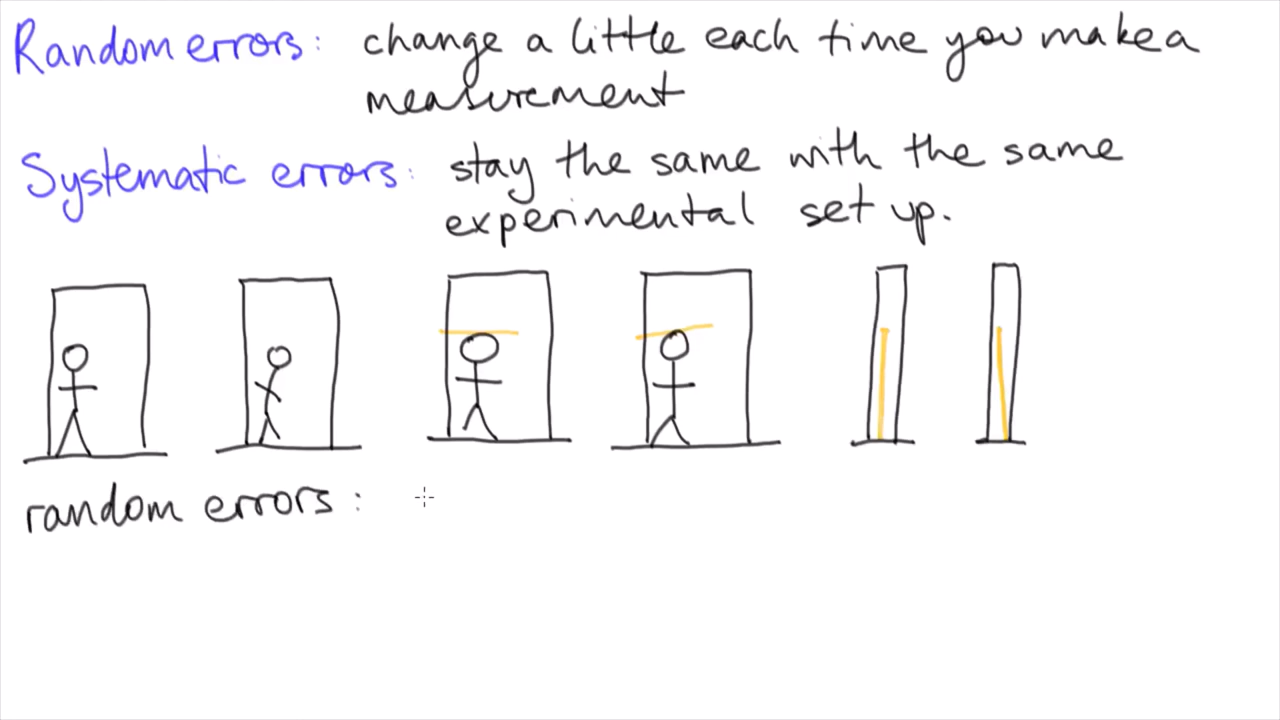 Random errors: change a little each time you make a
measurement
Systematic errors: stay the same with the same
experimental set up.
random errors: